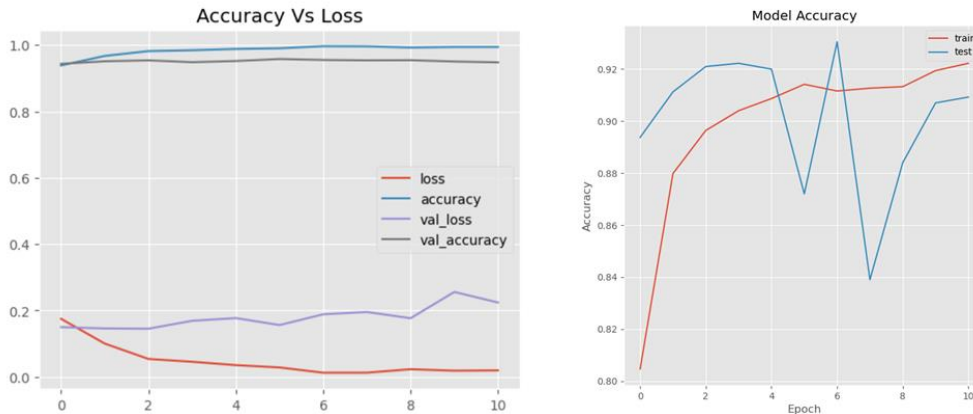 Accuracy Vs Loss
1.0
0.8
0.6
0.4
0.2
0.0
loss
accuracy
val_loss
val_accuracy
0 2 4 6 8 10
Model Accuracy
train
test
0.92
0.90
0.88
0.86
0.84
0.82
0.80
Accuracy
0 2 4 6 8 10
Epoch